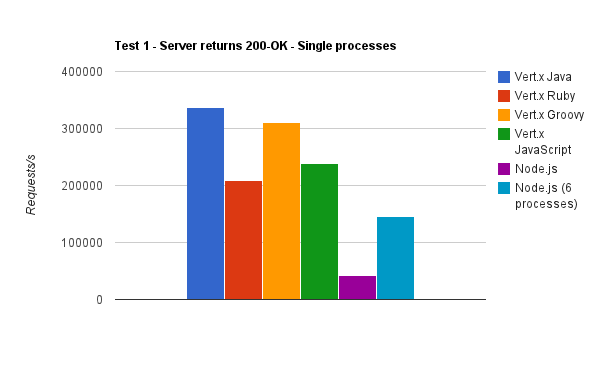 Test 1 - Server returns 200-OK - Single processes
400000
300000
200000
100000
0
Requests/s
Vert.x Java
Vert.x Ruby
Vert.x Groovy
Vert.x
JavaScript
Node.js
Node.js (6
processes)